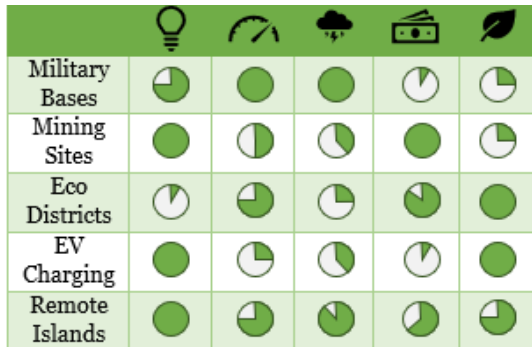 Military
Bases
Mining
Sites
Eco
Districts
EV
Charging
Remote
Islands